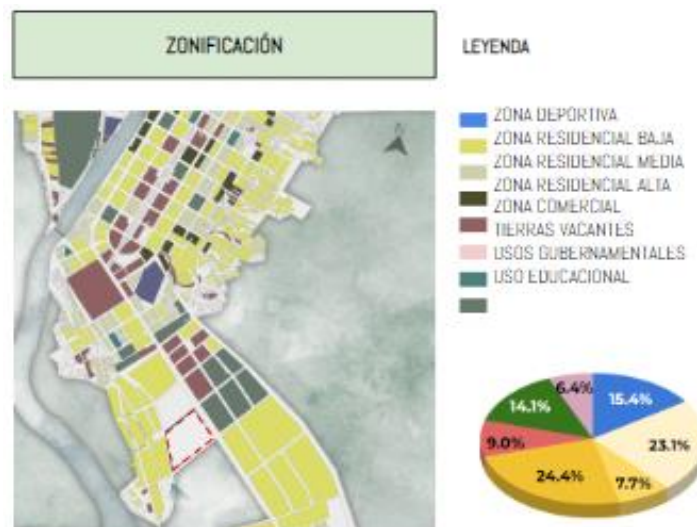 ZONIFICACIÓN
LEYENDA
ZONA DEPORTIVA
ZONA RESIDENCIAL BAJA
ZONA RESIDENCIAL MEDIA
ZONA RESIDENCIAL ALTA
ZONA COMERCIAL
TIERRAS VACANTES
USOS GUBERNAMENTALES
USO EDUCACIONAL
6.4%
15.4%
14.1%
9.0%
23.1%
24.4%
7.7%